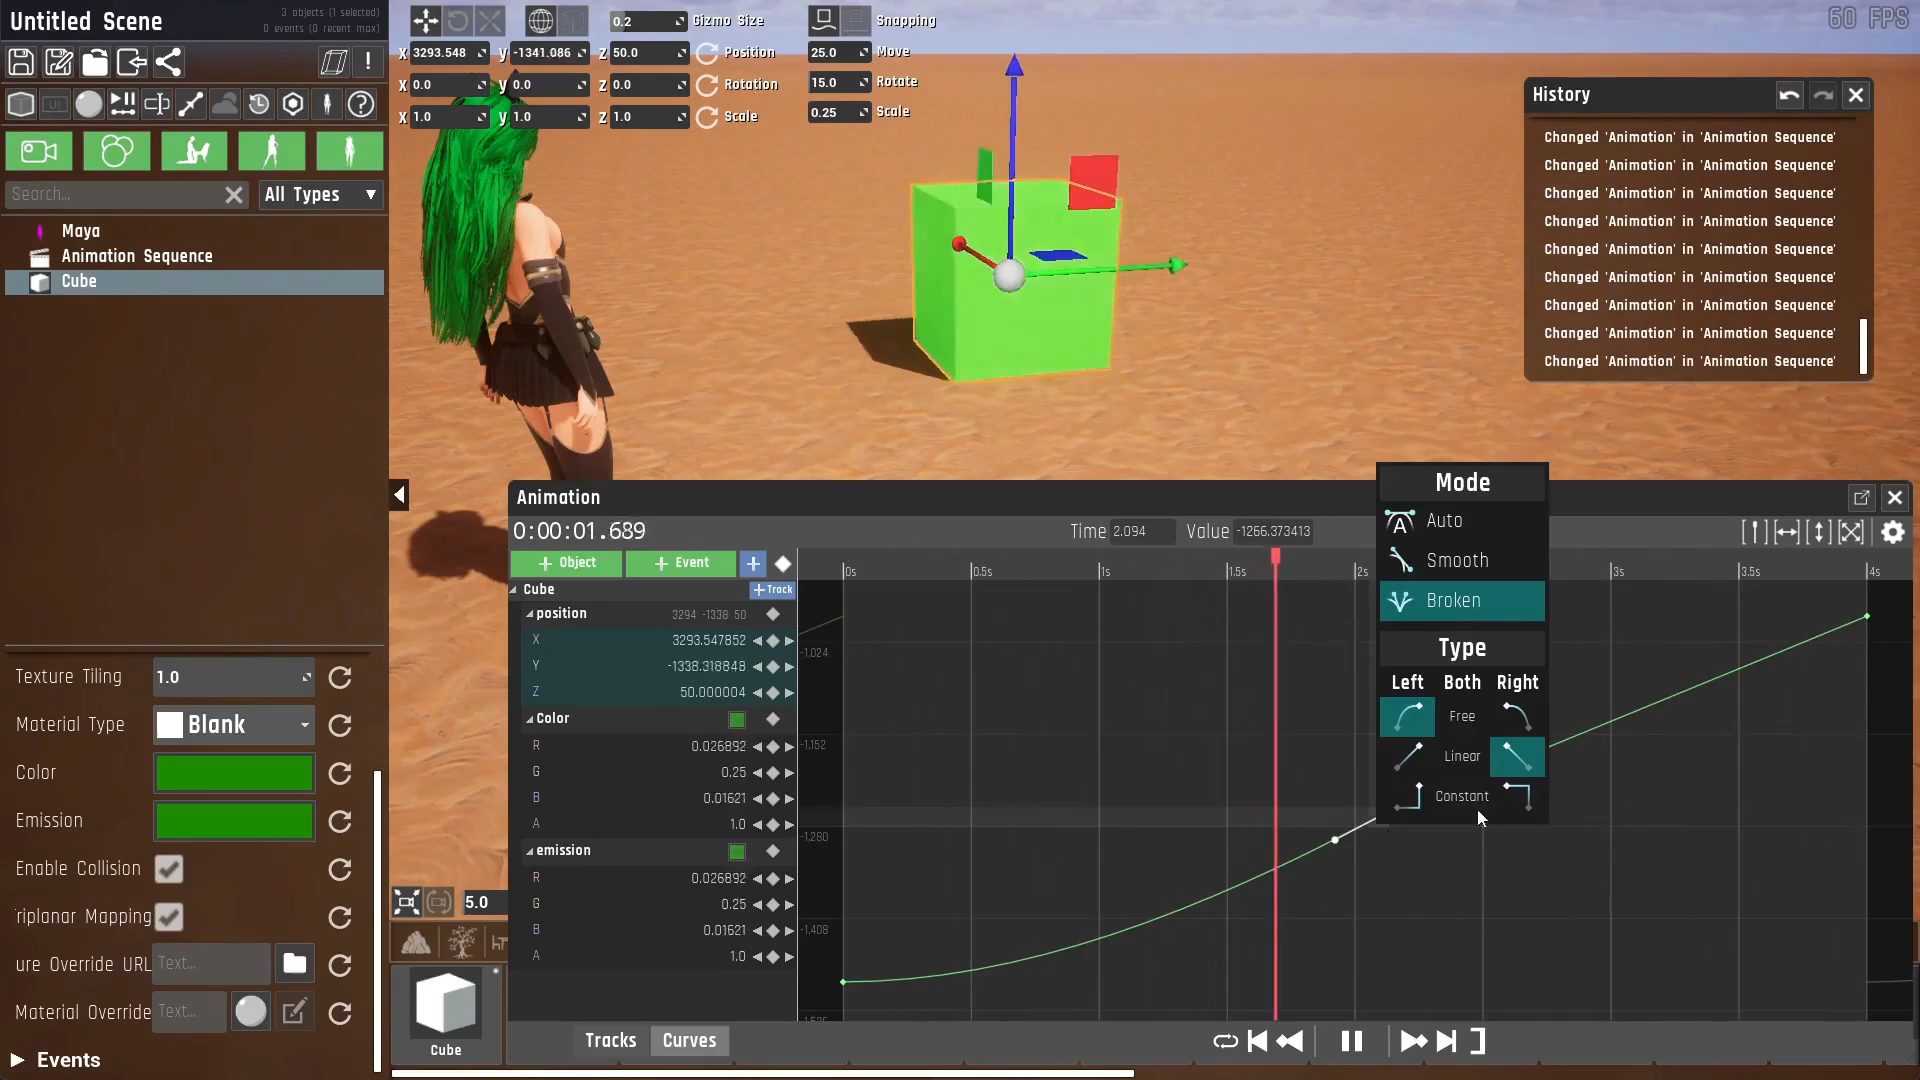 Untitled Scene
3 objects (1 selected)
0 events (0 recent max)
Search...
All Types
Maya
Animation Sequence
Cube
Texture Tiling
1.0
Material Type
Blank
Color
Emission
Enable Collision
riplanar Mapping
ure Override URL
Text...
Material Override
Text...
Events
0.2
Gizmo Size
X
3293.548
y
-1341.086
Z
50.0
Position
X
0.0
y
0.0
Z
0.0
Rotation
X
1.0
y
1.0
Z
1.0
Scale
Snapping
25.0
Move
15.0
Rotate
0.25
Scale
60 FPS
History
Changed 'Animation' in 'Animation Sequence'
Changed 'Animation' in 'Animation Sequence'
Changed 'Animation' in 'Animation Sequence'
Changed 'Animation' in 'Animation Sequence'
Changed 'Animation' in 'Animation Sequence'
Changed 'Animation' in 'Animation Sequence'
Changed 'Animation' in 'Animation Sequence'
Changed 'Animation' in 'Animation Sequence'
Changed 'Animation' in 'Animation Sequence'
Animation
0:00:01.689
Time
2.094
Value
-1266.373413
+ Object
+ Event
+
Cube
+Track
position
3294 -1338 50
X
3293.547852
Y
-1338.318848
Z
50.000004
Color
R
0.026892
G
0.25
B
0.01621
A
1.0
emission
R
0.026892
G
0.25
B
0.01621
A
1.0
0s
0.5s
1s
1.5s
2s
3s
3.5s
4s
-1,024
-1,152
-1,280
-1,408
Mode
A
Auto
Smooth
Broken
Type
Left
Both
Right
Free
Linear
Constant
5.0
Cube
Tracks
Curves